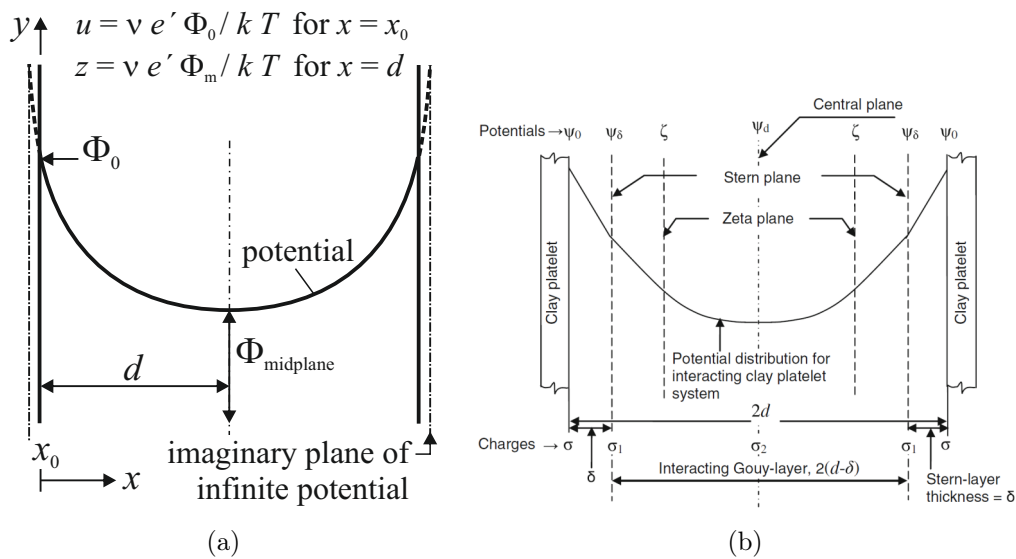 y
u = ν e´ Φ₀ / k T for x = x₀
z = ν e´ Φₘ / k T for x = d
Φ₀
potential
Φmidplane
d
x₀
x
imaginary plane of
infinite potential
(a)
Central plane
Potentials → ψ₀ ψδ ζ ψd ζ ψδ ψ₀
Stern plane
Zeta plane
Clay platelet
Clay platelet
Potential distribution for
interacting clay platelet
system
2d
Charges → σ σ₁ σ₂ σ₁ σ
δ
Interacting Gouy-layer, 2(d-δ)
Stern-layer
thickness = δ
(b)